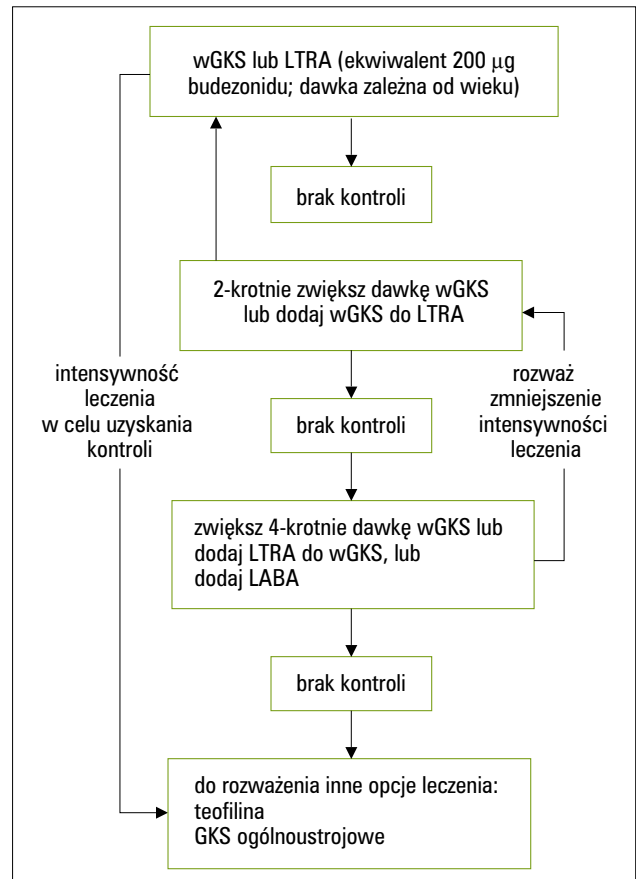 wGKS lub LTRA (ekwiwalent 200 μg
budezonidu; dawka zależna od wieku)
brak kontroli
2-krotnie zwiększ dawkę wGKS
lub dodaj wGKS do LTRA
intensywność
leczenia
w celu uzyskania
kontroli
rozważ
zmniejszenie
intensywności
leczenia
brak kontroli
zwiększ 4-krotnie dawkę wGKS lub
dodaj LTRA do wGKS, lub
dodaj LABA
brak kontroli
do rozważenia inne opcje leczenia:
teofilina
GKS ogólnoustrojowe